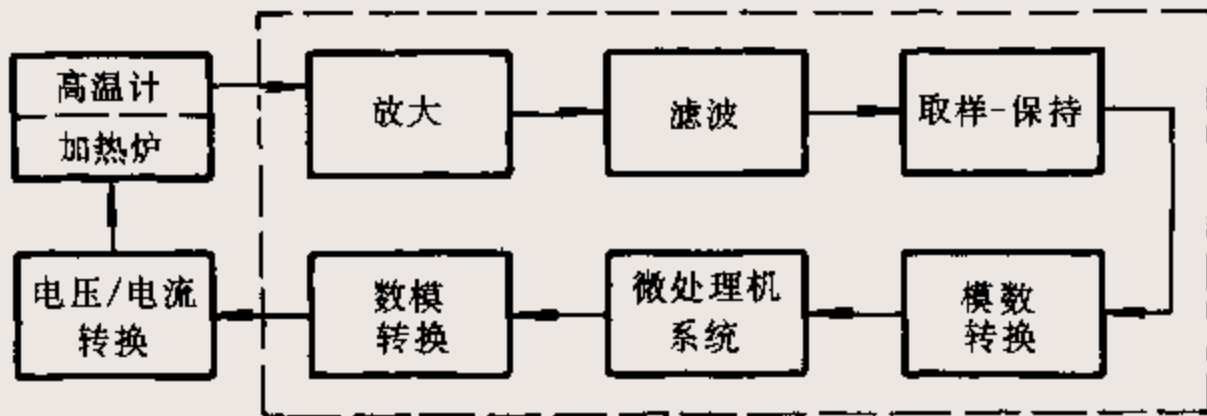 高温计
加热炉
放大
滤波
取样-保持
电压/电流
转换
数模
转换
微处理机
系统
模数
转换